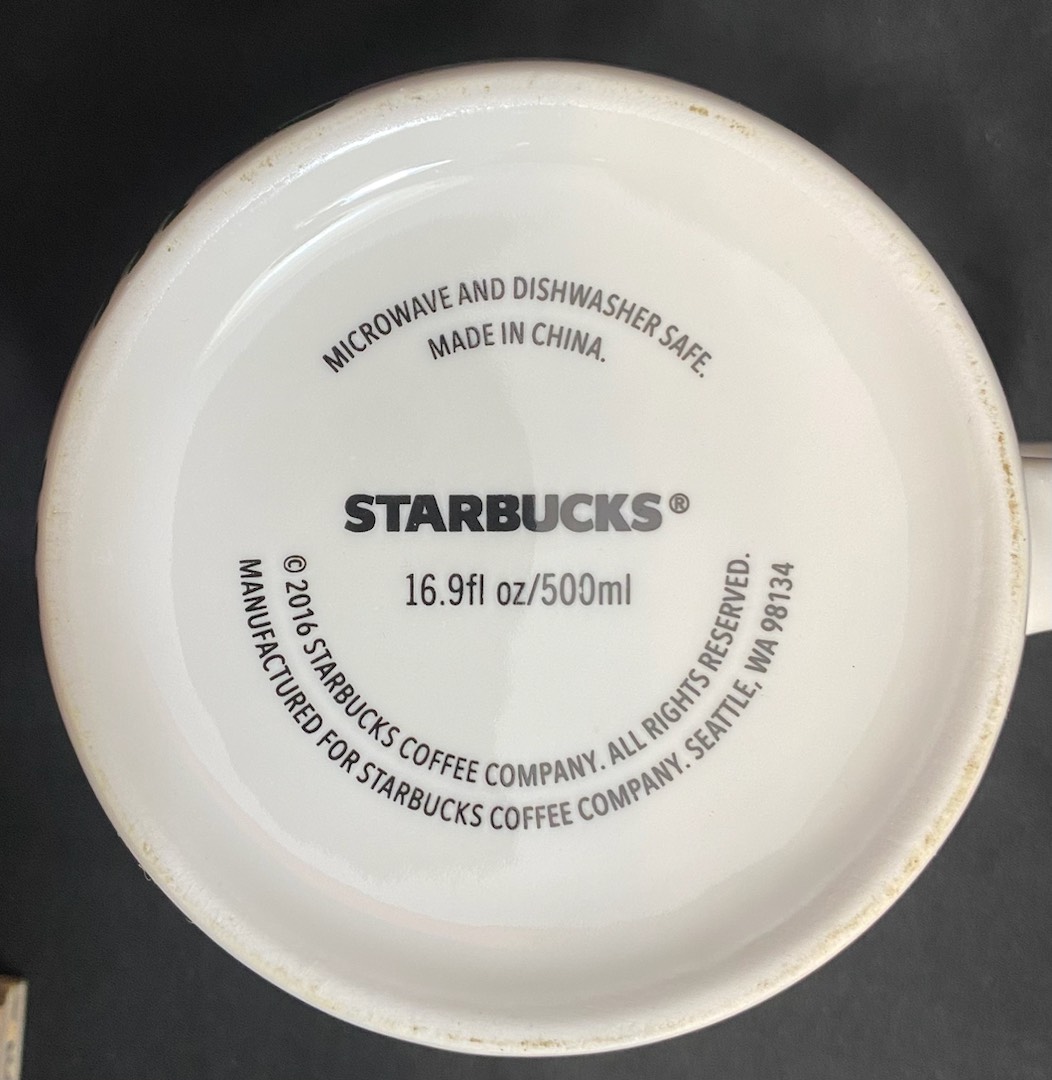 MICROWAVE AND DISHWASHER SAFE.
MADE IN CHINA.
STARBUCKS®
16.9fl oz/500ml
© 2016 STARBUCKS COFFEE COMPANY. ALL RIGHTS RESERVED.
MANUFACTURED FOR STARBUCKS COFFEE COMPANY. SEATTLE, WA 98134